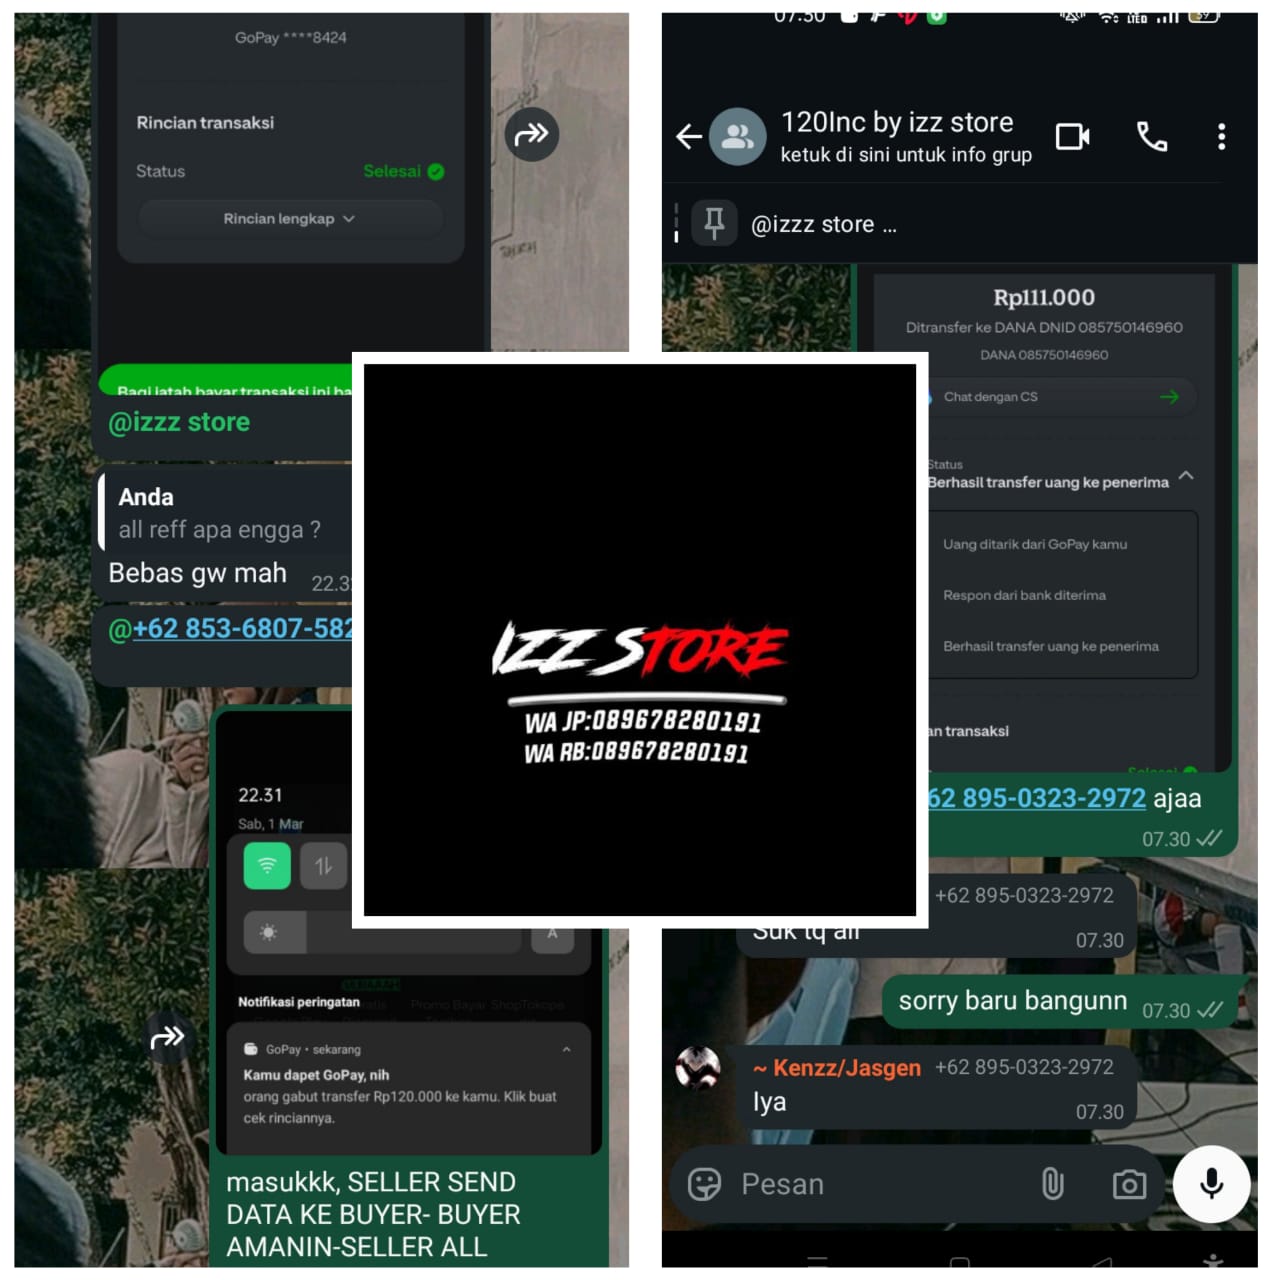 GoPay ****8424
Rincian transaksi
Status
Selesai
Rincian lengkap
Bagi jatah bayar transaksi ini ba
@izzz store
Anda
all reff apa engga ?
Bebas gw mah
22.3
@+62 853-6807-582
22.31
Sab, 1 Mar
A
Notifikasi peringatan
Promo Bayar
GoPay • sekarang
Kamu dapet GoPay, nih
orang gabut transfer Rp120.000 ke kamu. Klik buat
cek rinciannya.
masukkk, SELLER SEND
DATA KE BUYER- BUYER
AMANIN-SELLER ALL
IZZ STORE
WA JP:089678280191
WA RB:089678280191
07.30
59
120Inc by izz store
ketuk di sini untuk info grup
@izzz store ...
Rp111.000
Ditransfer ke DANA DNID 085750146960
DANA 085750146960
Chat dengan CS
Status
Berhasil transfer uang ke penerima
Uang ditarik dari GoPay kamu
Respon dari bank diterima
Berhasil transfer uang ke penerima
an transaksi
Selesai
62 895-0323-2972 ajaa
07.30
+62 895-0323-2972
Suk tq all
07.30
sorry baru bangunn
07.30
~ Kenzz/Jasgen
+62 895-0323-2972
Iya
07.30
Pesan